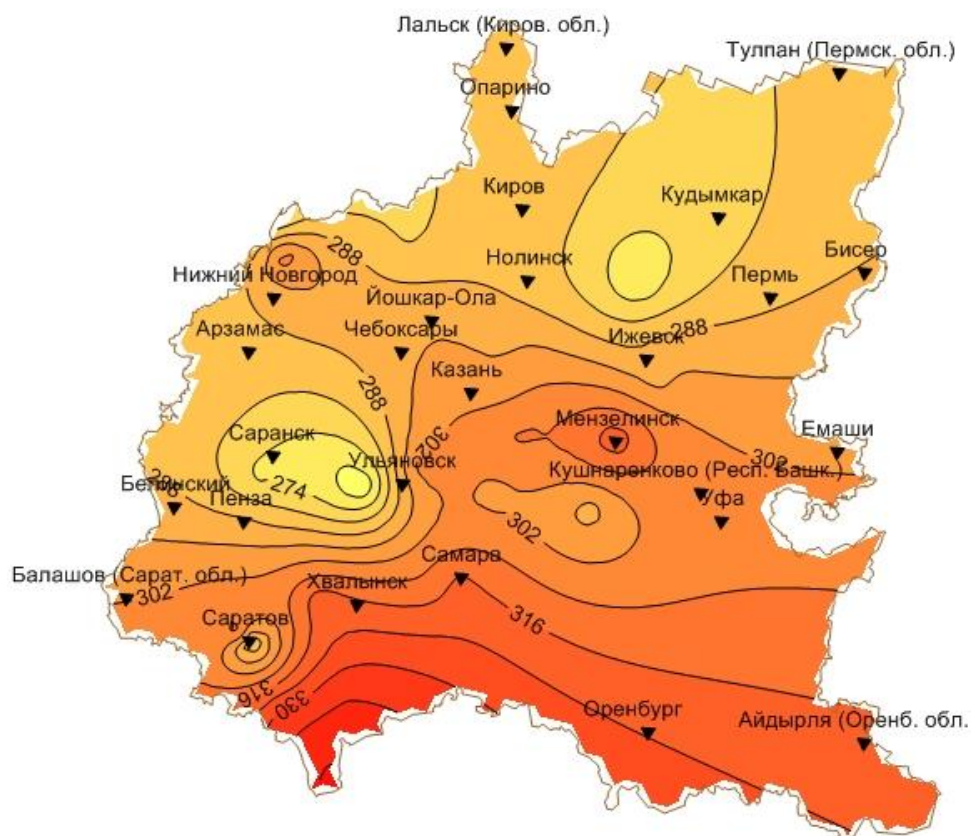 Лальск (Киров. обл.)
Тулпан (Пермск. обл.)
Опарино
Киров
Кудымкар
288
Бисер
Нижний Новгород
Нолинск
Пермь
Йошкар-Ола
Арзамас
Чебоксары
Ижевск
288
Казань
288
Мензелинск
302
Саранск
Емаши
302
Ульяновск
Кушнаренково (Респ. Башк.)
288
Белинский
274
Пенза
Уфа
302
Самара
Балашов (Сарат. обл.)
302
Хвалынск
Саратов
316
316
330
Оренбург
Айдырля (Оренб. обл.